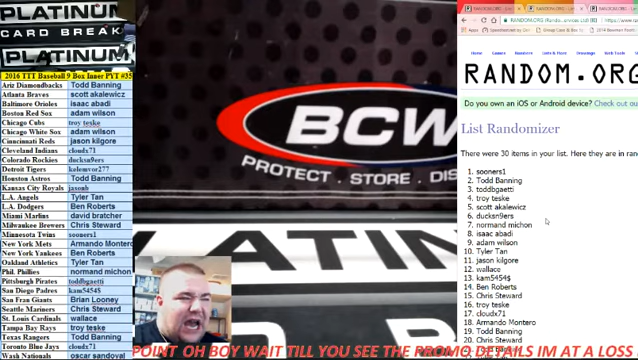 PLATINUM
CARD BREAK
PLATINUM
2016 TTT Baseball 9 Box Inner PYT #35
Ariz Diamondbacks Todd Banning
Atlanta Braves scott akalewicz
Baltimore Orioles isaac abadi
Boston Red Sox adam wilson
Chicago Cubs troy teske
Chicago White Sox adam wilson
Cincinnati Reds jason kilgore
Cleveland Indians cloudx71
Colorado Rockies ducksn9ers
Detroit Tigers kelemvor277
Houston Astros Todd Banning
Kansas City Royals jasonb
L.A. Angels Tyler Tan
L.A. Dodgers Ben Roberts
Miami Marlins david bratcher
Milwaukee Brewers Chris Steward
Minnesota Twins sooners1
New York Mets Armando Montero
New York Yankees Ben Roberts
Oakland Athletics Tyler Tan
Phil. Phillies normand michon
Pittsburgh Pirates toddbgaetti
San Diego Padres kam5454$
San Fran Giants Brian Looney
Seattle Mariners Chris Steward
St. Louis Cardinals wallace
Tampa Bay Rays troy teske
Texas Rangers Todd Banning
Toronto Blue Jays cloudx71
Wash Nationals oscar sandoval
BCW
PROTECT . STORE .
PLATINUM
RANDOM.ORG
Do you own an iOS or Android device? Check out
List Randomizer
There were 30 items in your list. Here they are in
1. sooners1
2. Todd Banning
3. toddbgaetti
4. troy teske
5. scott akalewicz
6. ducksn9ers
7. normand michon
8. isaac abadi
9. adam wilson
10. Tyler Tan
11. jason kilgore
12. wallace
13. kam5454$
14. Ben Roberts
15. Chris Steward
16. troy teske
17. cloudx71
18. Armando Montero
19. Todd Banning
20. Chris Steward
POINT OH BOY WAIT TILL YOU SEE THE PROMO DETAILS IM AT A LOSS